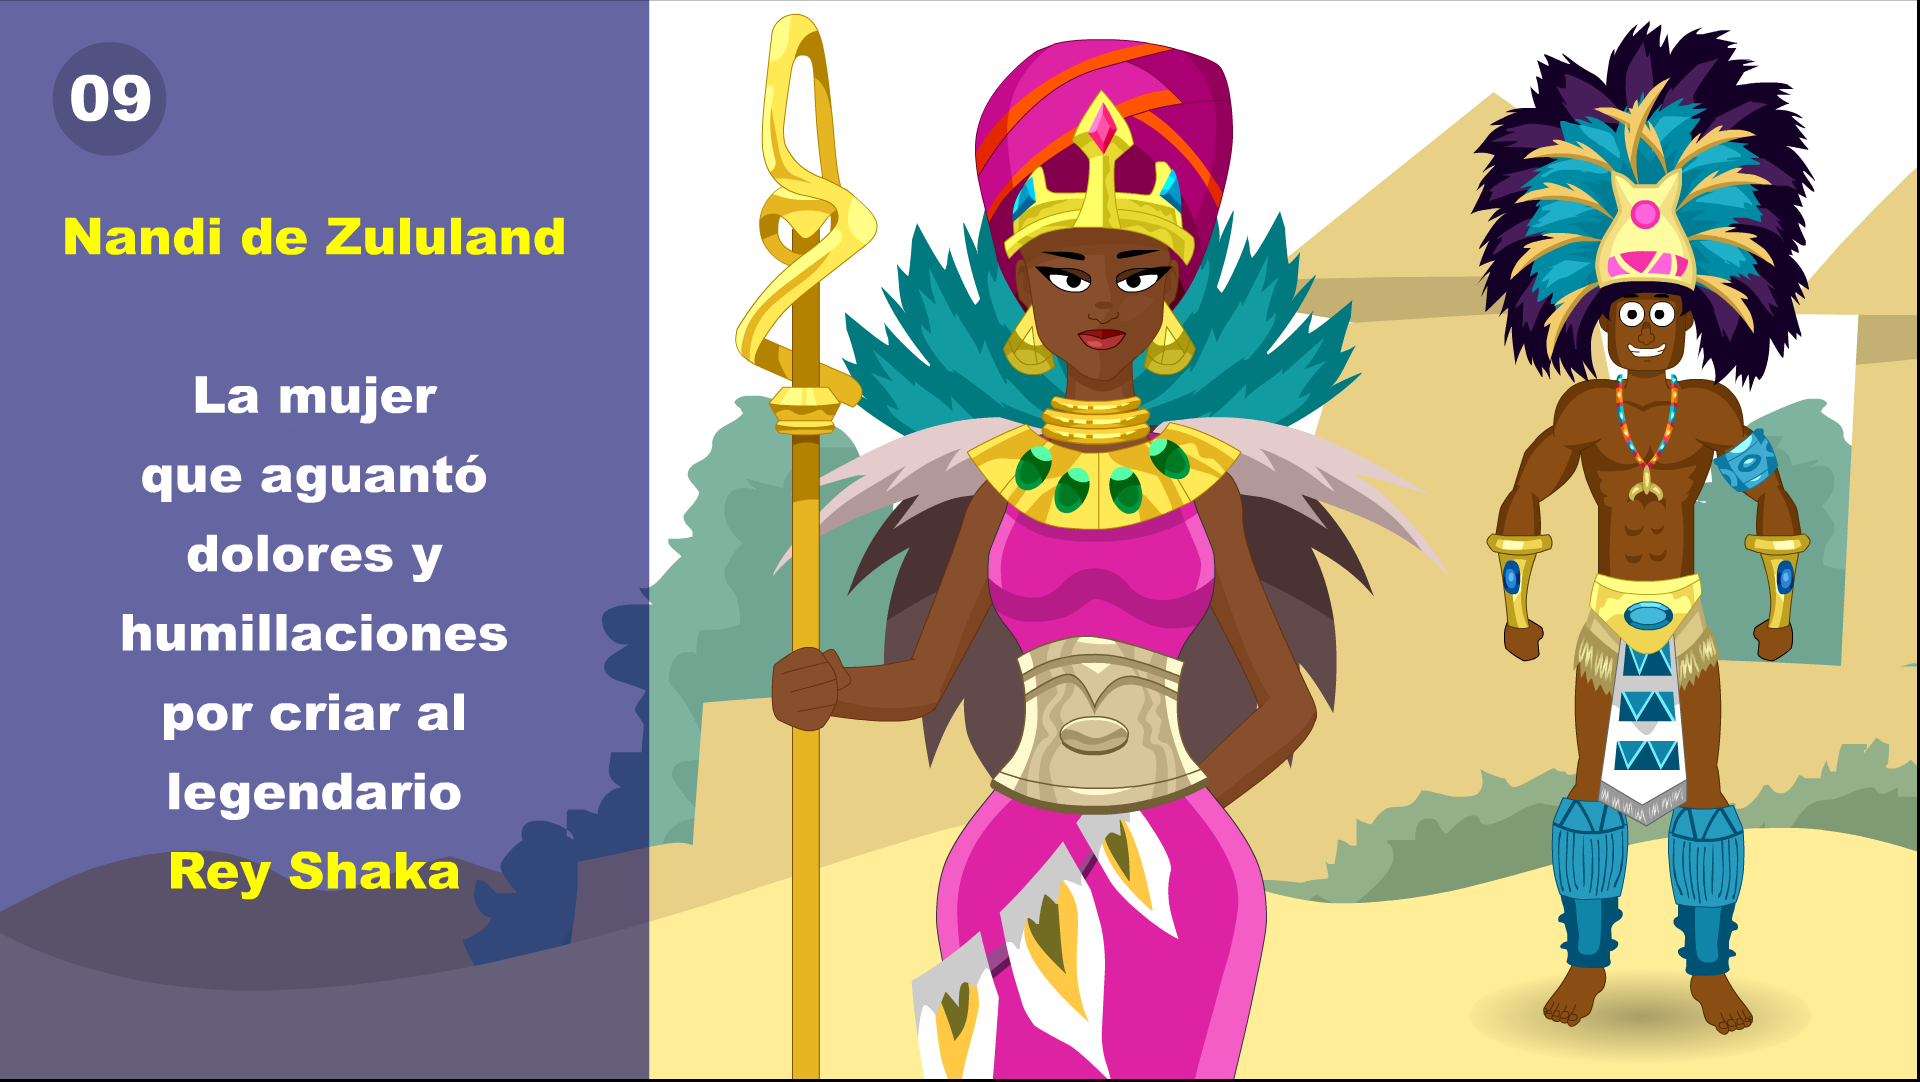 09
Nandi de Zululand
La mujer
que aguantó
dolores y
humillaciones
por criar al
legendario
Rey Shaka